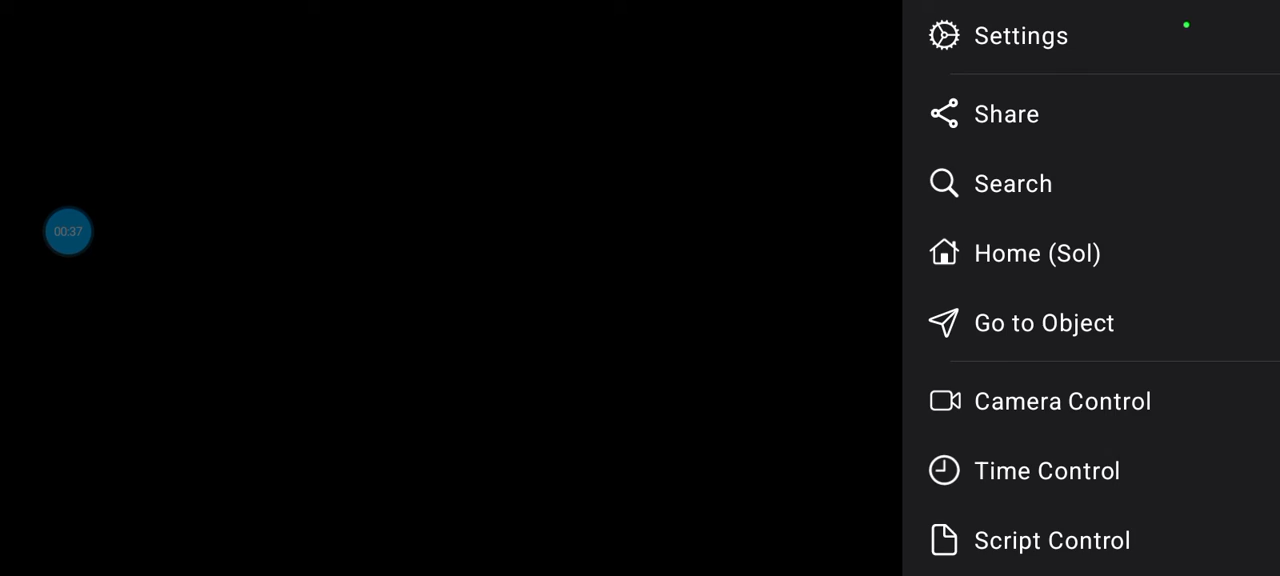 Settings
Share
00:37
Search
Home (Sol)
Go to Object
Camera Control
Time Control
Script Control